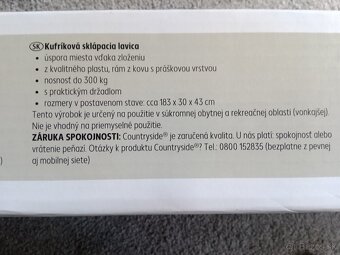 SK Kufríková sklápacia lavica
• úspora miesta vďaka zloženiu
• z kvalitného plastu, rám z kovu s práškovou vrstvou
• nosnosť do 300 kg
• s praktickým držadlom
• rozmery v postavenom stave: cca 183 x 30 x 43 cm
Tento výrobok je určený na použitie v súkromnej obytnej a rekreačnej oblasti (vonkajšej).
Nie je vhodný na priemyselné použitie.
ZÁRUKA SPOKOJNOSTI: Countryside® je zaručená kvalita. U nás platí: spokojnosť alebo
vrátenie peňazí. Otázky k produktu Countryside®? Tel.: 0800 152835 (bezplatne z pevnej
aj mobilnej siete)